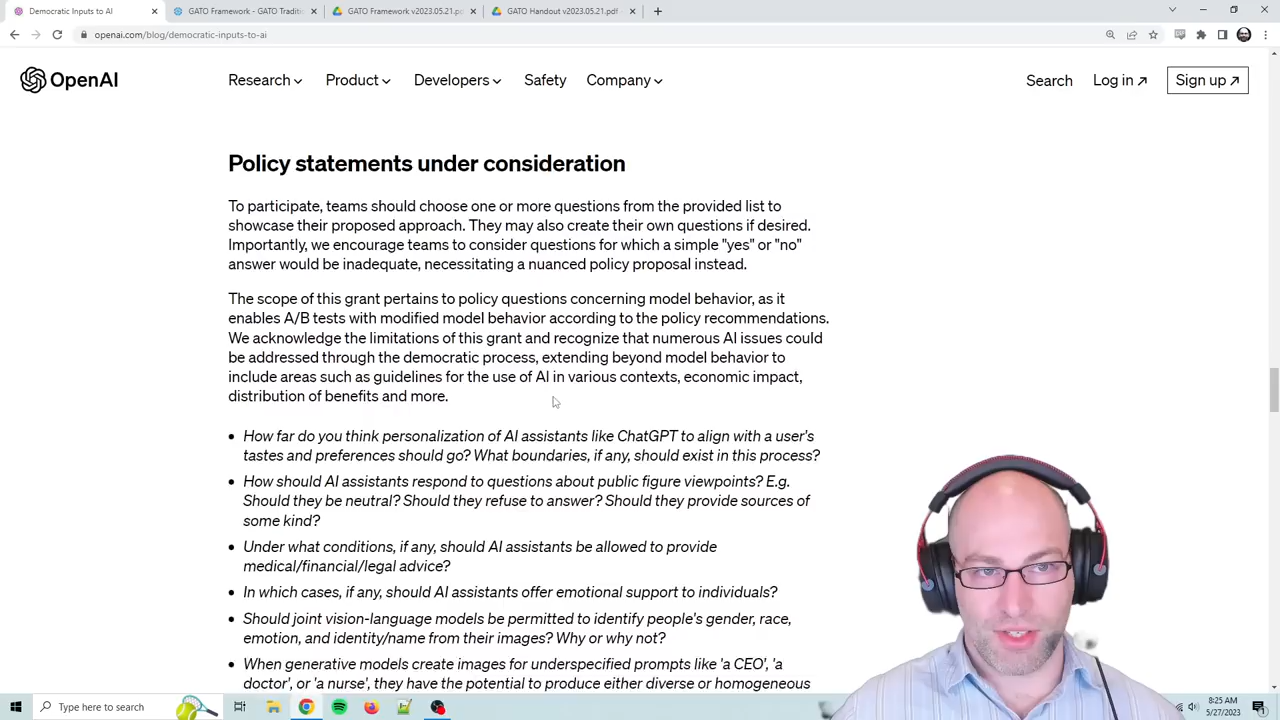 Democratic Inputs to AI
GATO Framework - GATO Traditi
GATO Framework v2023.05.21.p
GATO Handout v2023.05.21.pdf -
openai.com/blog/democratic-inputs-to-ai
OpenAI
Research
Product
Developers
Safety
Company
Search
Log in
Sign up
Policy statements under consideration
To participate, teams should choose one or more questions from the provided list to
showcase their proposed approach. They may also create their own questions if desired.
Importantly, we encourage teams to consider questions for which a simple "yes" or "no"
answer would be inadequate, necessitating a nuanced policy proposal instead.
The scope of this grant pertains to policy questions concerning model behavior, as it
enables A/B tests with modified model behavior according to the policy recommendations.
We acknowledge the limitations of this grant and recognize that numerous AI issues could
be addressed through the democratic process, extending beyond model behavior to
include areas such as guidelines for the use of AI in various contexts, economic impact,
distribution of benefits and more.
• How far do you think personalization of AI assistants like ChatGPT to align with a user's
tastes and preferences should go? What boundaries, if any, should exist in this process?
• How should AI assistants respond to questions about public figure viewpoints? E.g.
Should they be neutral? Should they refuse to answer? Should they provide sources of
some kind?
• Under what conditions, if any, should AI assistants be allowed to provide
medical/financial/legal advice?
• In which cases, if any, should AI assistants offer emotional support to individuals?
• Should joint vision-language models be permitted to identify people's gender, race,
emotion, and identity/name from their images? Why or why not?
• When generative models create images for underspecified prompts like 'a CEO', 'a
doctor', or 'a nurse', they have the potential to produce either diverse or homogeneous
Type here to search
8:25 AM
5/27/2023